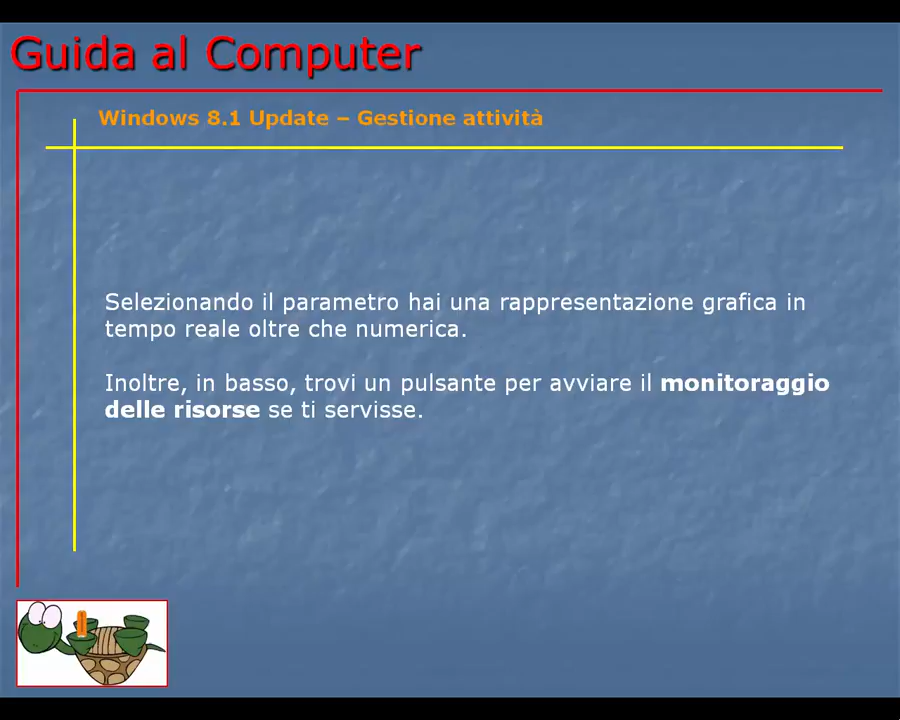 Guida al Computer
Windows 8.1 Update – Gestione attività
Selezionando il parametro hai una rappresentazione grafica in
tempo reale oltre che numerica.
Inoltre, in basso, trovi un pulsante per avviare il monitoraggio
delle risorse se ti servisse.